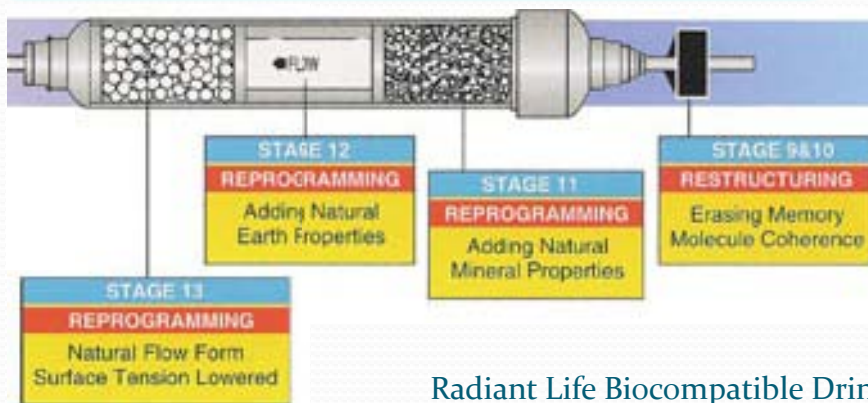 FLOW
STAGE 12
REPROGRAMMING
Adding Natural
Earth Properties
STAGE 11
REPROGRAMMING
Adding Natural
Mineral Properties
STAGE 9&10
RESTRUCTURING
Erasing Memory
Molecule Coherence
STAGE 13
REPROGRAMMING
Natural Flow Form
Surface Tension Lowered
Radiant Life Biocompatible